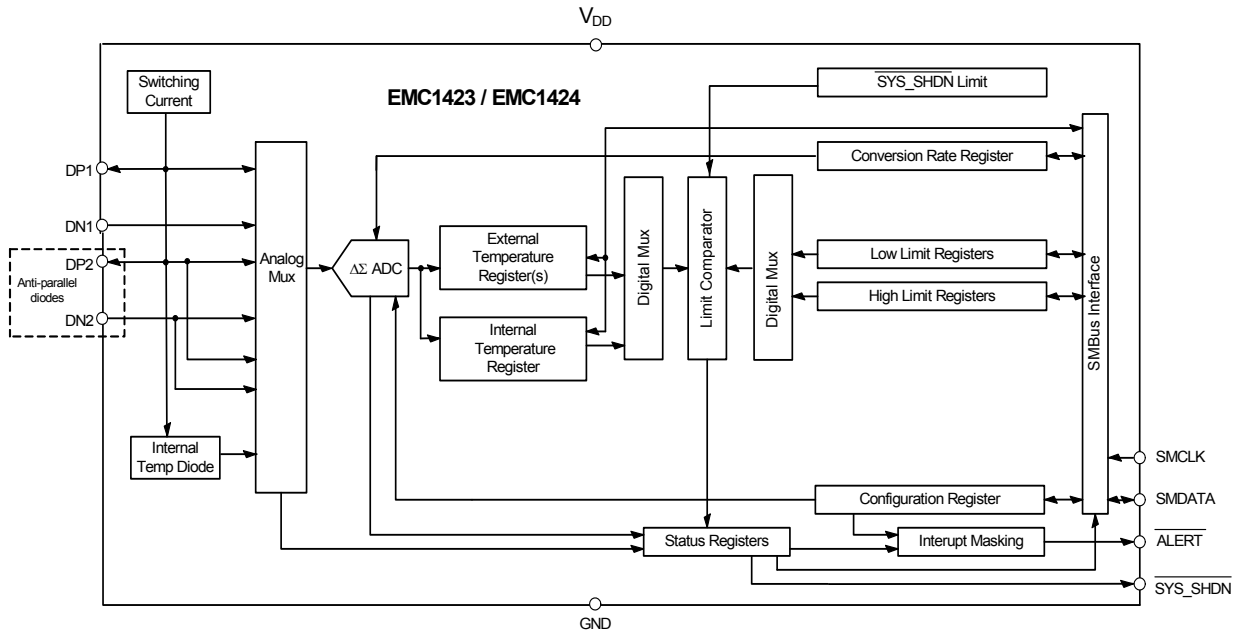 VDD
Switching
Current
EMC1423 / EMC1424
SYS_SHDN Limit
DP1
Conversion Rate Register
DN1
DP2
Anti-parallel
diodes
DN2
Analog
Mux
ΔΣ ADC
External
Temperature
Register(s)
Internal
Temperature
Register
Digital Mux
Limit Comparator
Digital Mux
Low Limit Registers
High Limit Registers
SMBus Interface
Internal
Temp Diode
SMCLK
Configuration Register
SMDATA
Status Registers
Interupt Masking
ALERT
SYS_SHDN
GND